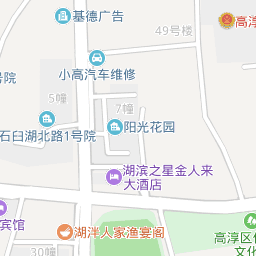 基德广告
49号楼
高淳
小高汽车维修
号院
5幢
7幢
阳光花园
石臼湖北路1号院
湖滨之星金人来
大酒店
宾馆
湖泮人家渔宴阁
高淳区体
文化
30幢